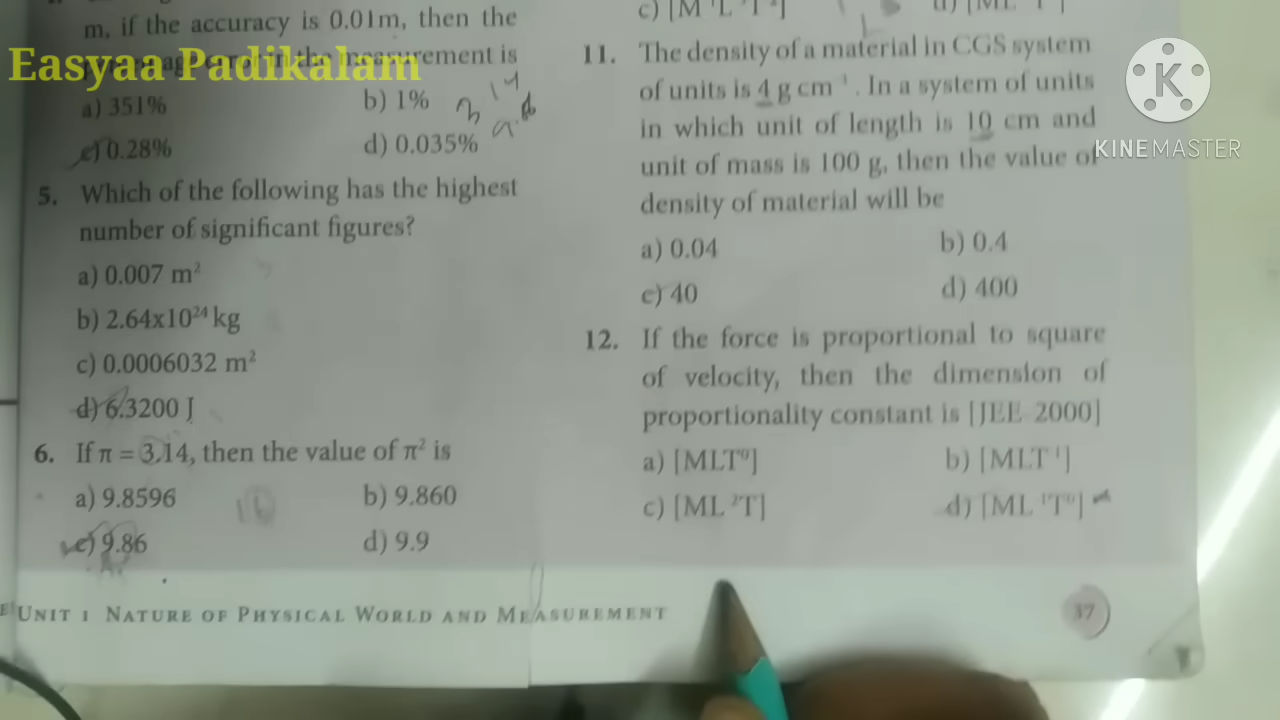 m, if the accuracy is 0.01m, then the
Easyaa Padikalam
in the measurement is
a) 351%
b) 1%
c) 0.28%
d) 0.035%
5. Which of the following has the highest
number of significant figures?
a) 0.007 m²
b) 2.64x10²⁴ kg
c) 0.0006032 m²
d) 6.3200 J
6. If π = 3.14, then the value of π² is
a) 9.8596
b) 9.860
c) 9.86
d) 9.9
11. The density of a material in CGS system
of units is 4 g cm . In a system of units
in which unit of length is 10 cm and
unit of mass is 100 g, then the value of
density of material will be
a) 0.04
b) 0.4
c) 40
d) 400
12. If the force is proportional to square
of velocity, then the dimension of
proportionality constant is [JEE 2000]
a) [MLT⁰]
b) [MLT ¹]
c) [ML ²T]
d) [ML ¹T⁰]
UNIT 1 NATURE OF PHYSICAL WORLD AND MEASUREMENT
37
K
KINEMASTER